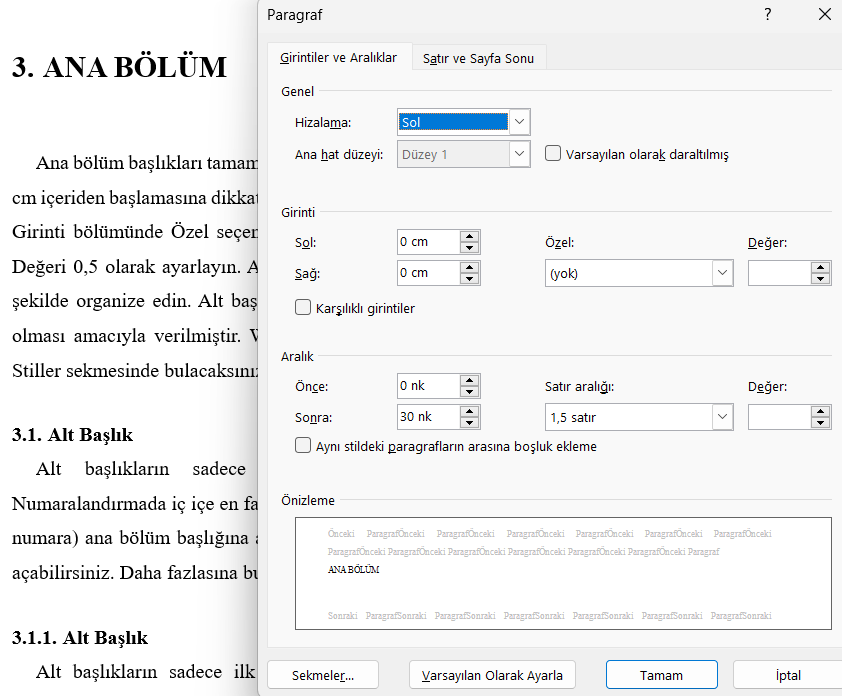 3. ANA BÖLÜM
Ana bölüm başlıkları tamam
cm içeriden başlamasına dikkat
Girinti bölümünde Özel seçen
Değeri 0,5 olarak ayarlayın. A
şekilde organize edin. Alt baş
olması amacıyla verilmiştir. W
Stiller sekmesinde bulacaksınız
3.1. Alt Başlık
Alt başlıkların sadece
Numaralandırmada iç içe en fa
numara) ana bölüm başlığına a
açabilirsiniz. Daha fazlasına bu
3.1.1. Alt Başlık
Alt başlıkların sadece ilk
Paragraf
?
Girintiler ve Aralıklar
Satır ve Sayfa Sonu
Genel
Hizalama: Sol
Ana hat düzeyi: Düzey 1 Varsayılan olarak daraltılmış
Girinti
Sol: 0 cm Özel: Değer:
Sağ: 0 cm (yok)
Karşılıklı girintiler
Aralık
Önce: 0 nk Satır aralığı: Değer:
Sonra: 30 nk 1,5 satır
Aynı stildeki paragrafların arasına boşluk ekleme
Önizleme
Önceki ParagrafÖnceki ParagrafÖnceki ParagrafÖnceki ParagrafÖnceki ParagrafÖnceki ParagrafÖnceki
ParagrafÖnceki ParagrafÖnceki ParagrafÖnceki ParagrafÖnceki ParagrafÖnceki ParagrafÖnceki Paragraf
ANA BÖLÜM
Sonraki ParagrafSonraki ParagrafSonraki ParagrafSonraki ParagrafSonraki ParagrafSonraki ParagrafSonraki
Sekmeler... Varsayılan Olarak Ayarla Tamam İptal